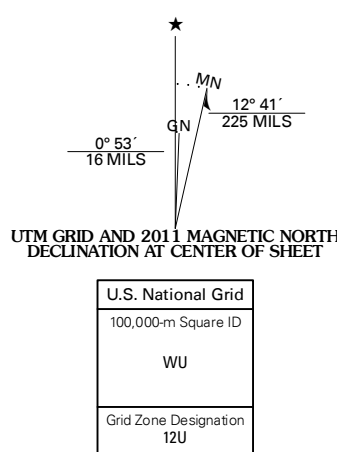 ★
MN
12° 41´
225 MILS
GN
0° 53´
16 MILS
UTM GRID AND 2011 MAGNETIC NORTH
DECLINATION AT CENTER OF SHEET
U.S. National Grid
100,000-m Square ID
WU
Grid Zone Designation
12U